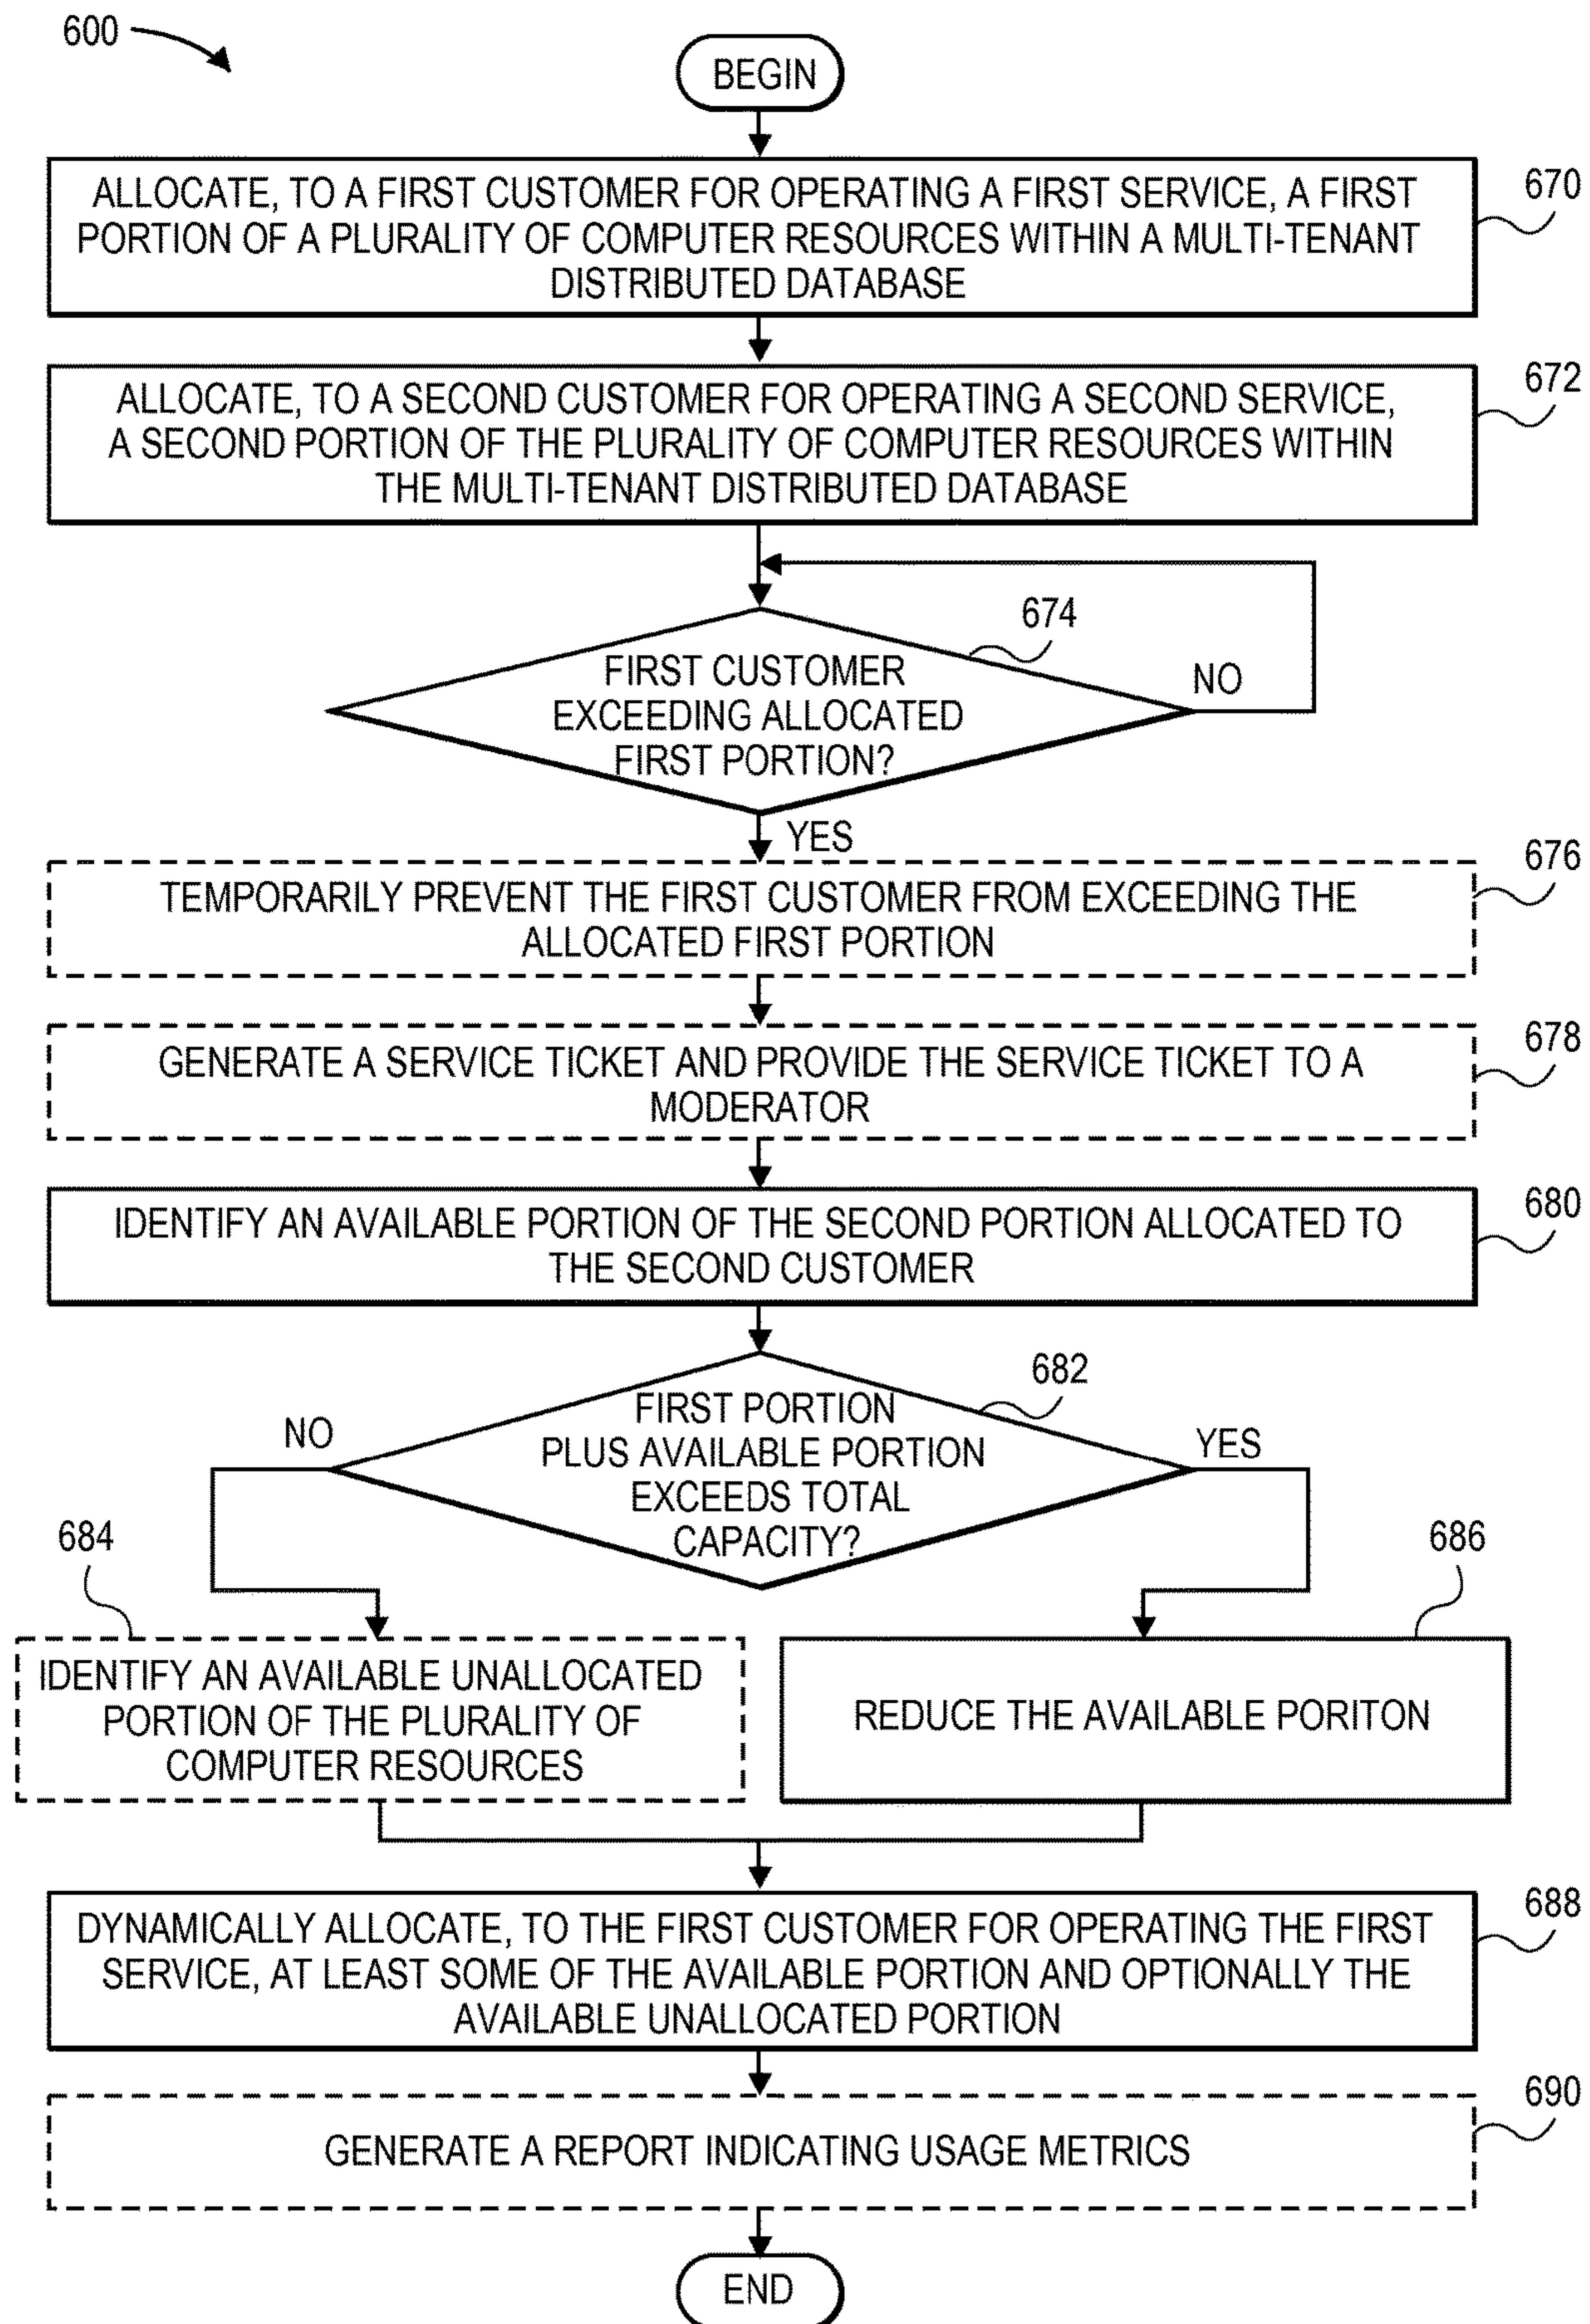 600
BEGIN
ALLOCATE, TO A FIRST CUSTOMER FOR OPERATING A FIRST SERVICE, A FIRST
PORTION OF A PLURALITY OF COMPUTER RESOURCES WITHIN A MULTI-TENANT
DISTRIBUTED DATABASE
670
ALLOCATE, TO A SECOND CUSTOMER FOR OPERATING A SECOND SERVICE,
A SECOND PORTION OF THE PLURALITY OF COMPUTER RESOURCES WITHIN
THE MULTI-TENANT DISTRIBUTED DATABASE
672
674
FIRST CUSTOMER
EXCEEDING ALLOCATED
FIRST PORTION?
NO
YES
TEMPORARILY PREVENT THE FIRST CUSTOMER FROM EXCEEDING THE
ALLOCATED FIRST PORTION
676
GENERATE A SERVICE TICKET AND PROVIDE THE SERVICE TICKET TO A
MODERATOR
678
IDENTIFY AN AVAILABLE PORTION OF THE SECOND PORTION ALLOCATED TO
THE SECOND CUSTOMER
680
682
FIRST PORTION
PLUS AVAILABLE PORTION
EXCEEDS TOTAL
CAPACITY?
NO
YES
684
IDENTIFY AN AVAILABLE UNALLOCATED
PORTION OF THE PLURALITY OF
COMPUTER RESOURCES
686
REDUCE THE AVAILABLE PORITON
DYNAMICALLY ALLOCATE, TO THE FIRST CUSTOMER FOR OPERATING THE FIRST
SERVICE, AT LEAST SOME OF THE AVAILABLE PORTION AND OPTIONALLY THE
AVAILABLE UNALLOCATED PORTION
688
GENERATE A REPORT INDICATING USAGE METRICS
690
END